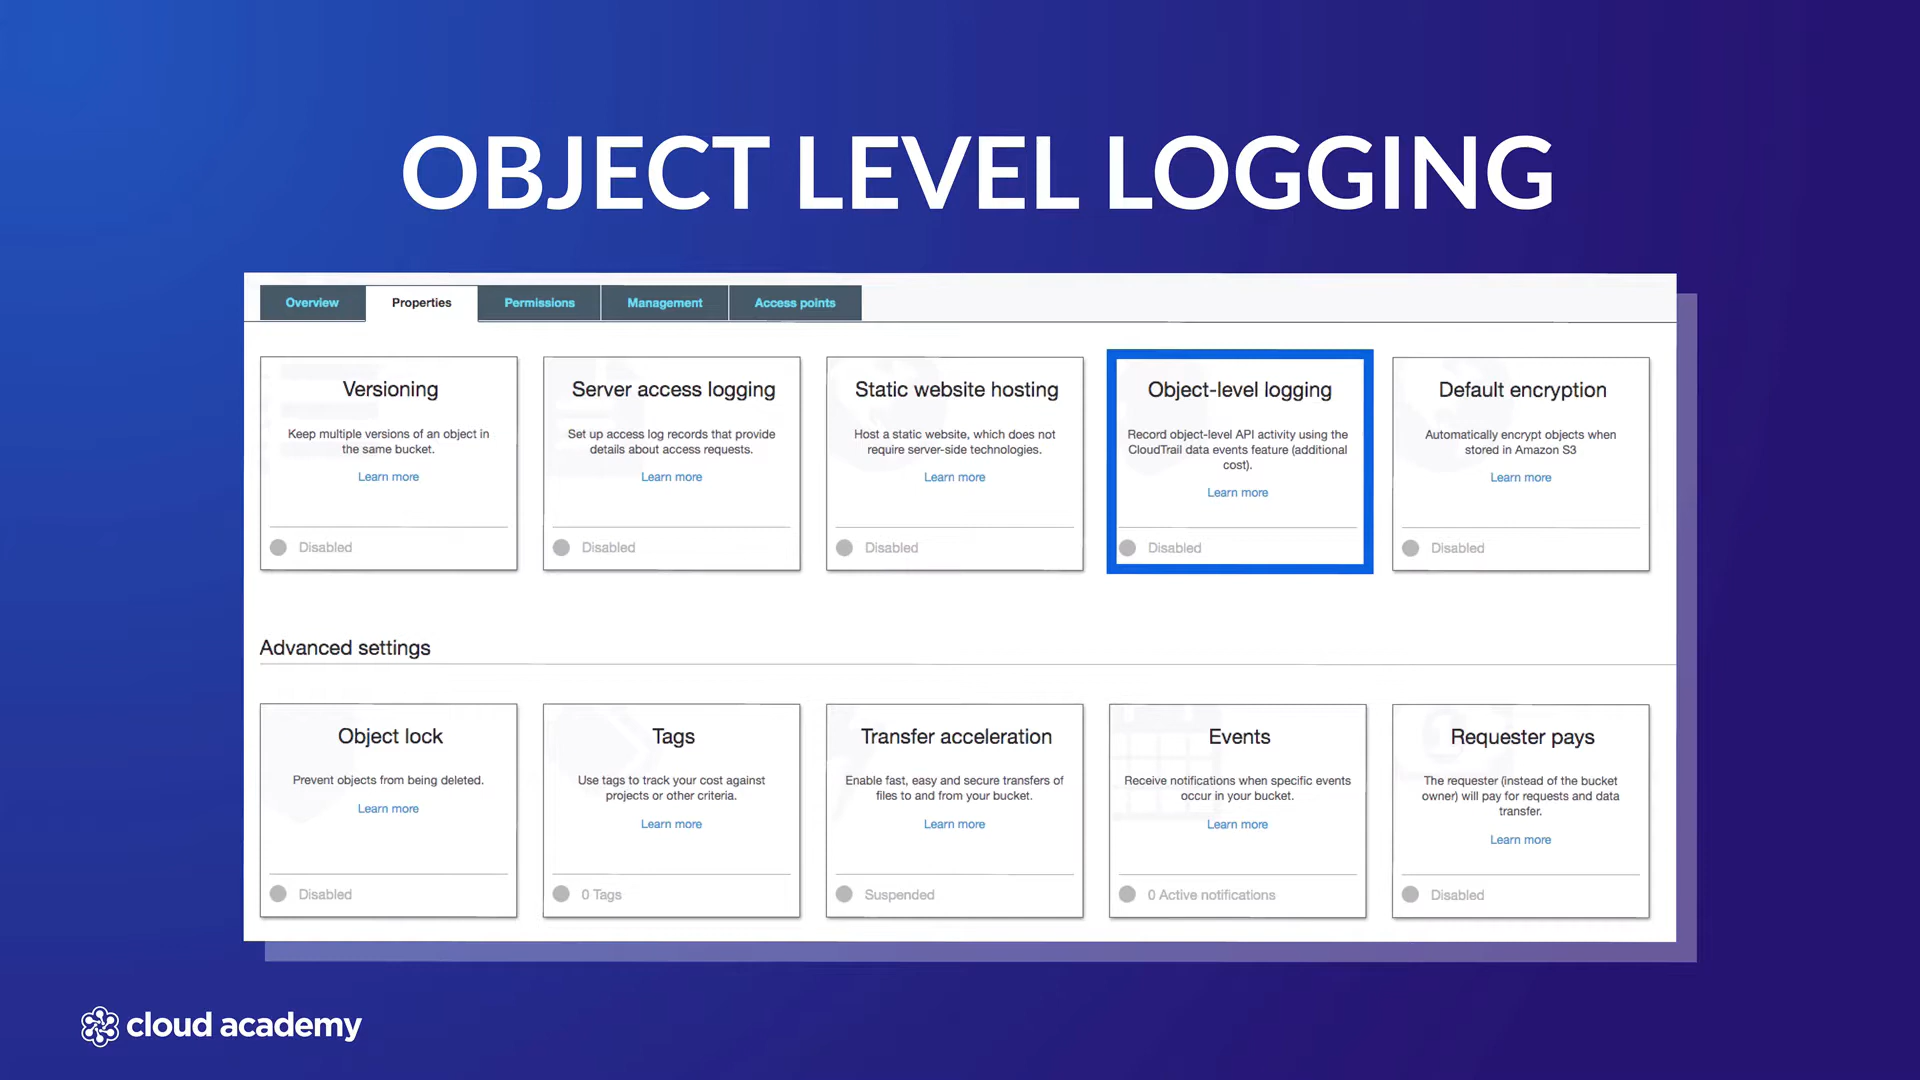 OBJECT LEVEL LOGGING
Overview
Properties
Permissions
Management
Access points
Versioning
Keep multiple versions of an object in
the same bucket.
Learn more
Disabled
Server access logging
Set up access log records that provide
details about access requests.
Learn more
Disabled
Static website hosting
Host a static website, which does not
require server-side technologies.
Learn more
Disabled
Object-level logging
Record object-level API activity using the
CloudTrail data events feature (additional
cost).
Learn more
Disabled
Default encryption
Automatically encrypt objects when
stored in Amazon S3
Learn more
Disabled
Advanced settings
Object lock
Prevent objects from being deleted.
Learn more
Disabled
Tags
Use tags to track your cost against
projects or other criteria.
Learn more
0 Tags
Transfer acceleration
Enable fast, easy and secure transfers of
files to and from your bucket.
Learn more
Suspended
Events
Receive notifications when specific events
occur in your bucket.
Learn more
0 Active notifications
Requester pays
The requester (instead of the bucket
owner) will pay for requests and data
transfer.
Learn more
Disabled
cloud academy